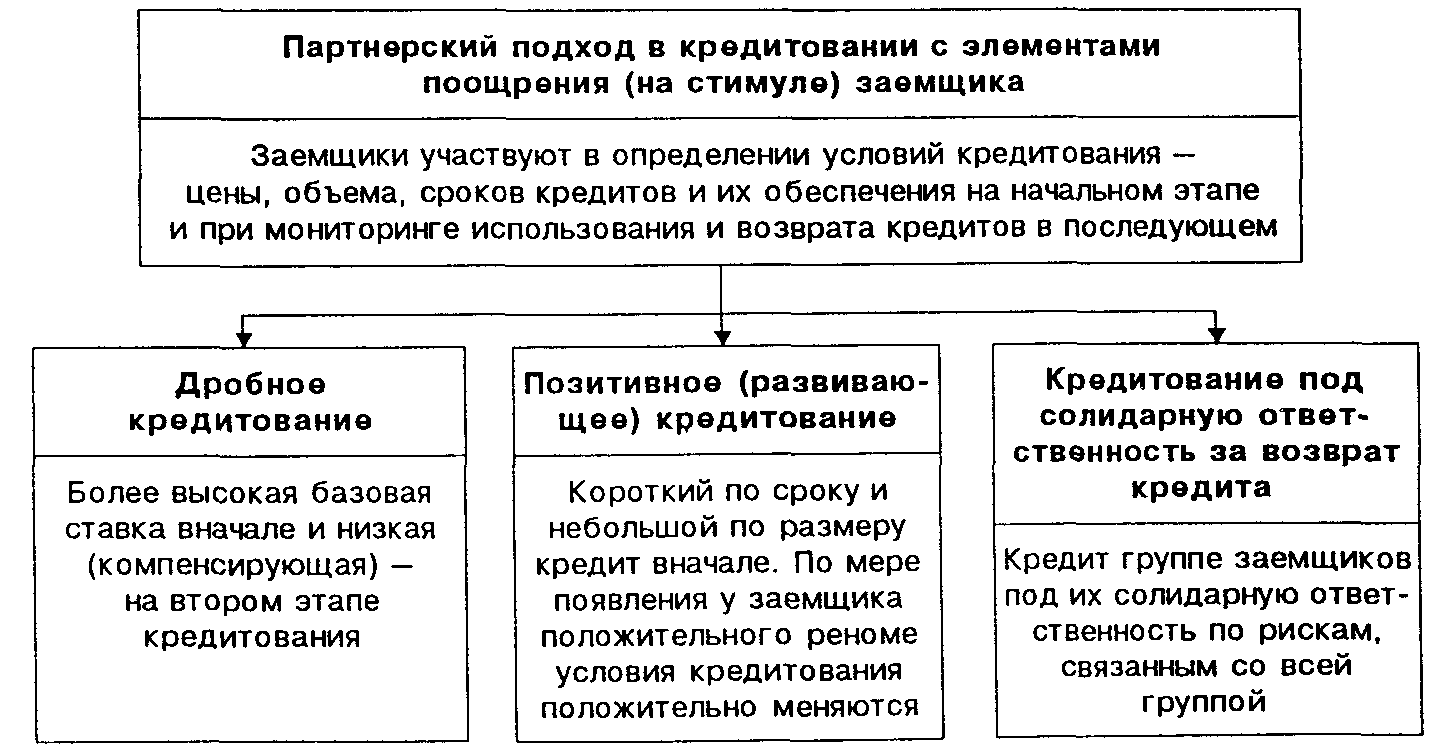 Партнерский подход в кредитовании с элементами
поощрения (на стимуле) заемщика
Заемщики участвуют в определении условий кредитования –
цены, объема, сроков кредитов и их обеспечения на начальном этапе
и при мониторинге использования и возврата кредитов в последующем
Дробное
кредитование
Более высокая базовая
ставка вначале и низкая
(компенсирующая) –
на втором этапе
кредитования
Позитивное (развиваю-
щее) кредитование
Короткий по сроку и
небольшой по размеру
кредит вначале. По мере
появления у заемщика
положительного реноме
условия кредитования
положительно меняются
Кредитование под
солидарную ответ-
ственность за возврат
кредита
Кредит группе заемщиков
под их солидарную ответ-
ственность по рискам,
связанным со всей
группой